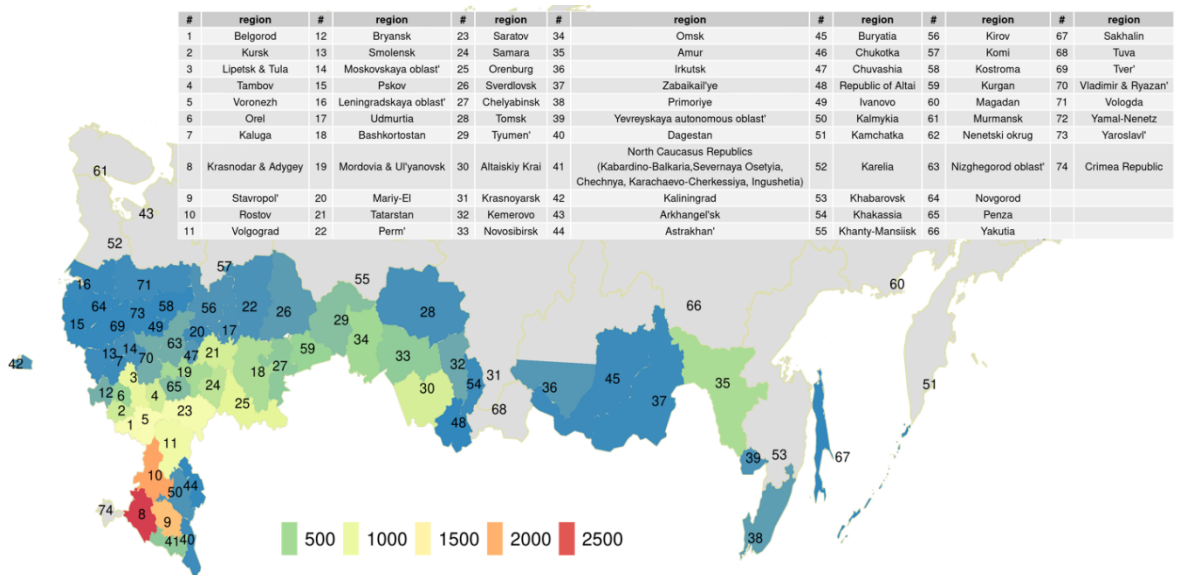 # region # region # region # region # region # region # region
1 Belgorod 12 Bryansk 23 Saratov 34 Omsk 45 Buryatia 56 Kirov 67 Sakhalin
2 Kursk 13 Smolensk 24 Samara 35 Amur 46 Chukotka 57 Komi 68 Tuva
3 Lipetsk & Tula 14 Moskovskaya oblast' 25 Orenburg 36 Irkutsk 47 Chuvashia 58 Kostroma 69 Tver'
4 Tambov 15 Pskov 26 Sverdlovsk 37 Zabaikail'ye 48 Republic of Altai 59 Kurgan 70 Vladimir & Ryazan'
5 Voronezh 16 Leningradskaya oblast' 27 Chelyabinsk 38 Primoriye 49 Ivanovo 60 Magadan 71 Vologda
6 Orel 17 Udmurtia 28 Tomsk 39 Yevreyskaya autonomous oblast' 50 Kalmykia 61 Murmansk 72 Yamal-Nenetz
7 Kaluga 18 Bashkortostan 29 Tyumen' 40 Dagestan 51 Kamchatka 62 Nenetski okrug 73 Yaroslavl'
North Caucasus Republics
8 Krasnodar & Adygey 19 Mordovia & Ul'yanovsk 30 Altaiskiy Krai 41 (Kabardino-Balkaria,Severnaya Osetyia, 52 Karelia 63 Nizghegorod oblast' 74 Crimea Republic
Chechnya, Karachaevo-Cherkessiya, Ingushetia)
9 Stavropol' 20 Mariy-El 31 Krasnoyarsk 42 Kaliningrad 53 Khabarovsk 64 Novgorod
10 Rostov 21 Tatarstan 32 Kemerovo 43 Arkhangel'sk 54 Khakassia 65 Penza
11 Volgograd 22 Perm' 33 Novosibirsk 44 Astrakhan' 55 Khanty-Mansiisk 66 Yakutia
61
43
52
57 55 60
16 71
64 73 58 56 22 26 28 66
15 69 49 20 17 29
13 7 14 70 63 47 21 34
42 59 33 32
3 19 18 27 31 36 45 35 51
12 6 4 65 24 30 54 37
2 5 23 25 68
1 48
11 39 53 67
10
50 44
74 8 9
41 40 38
500 1000 1500 2000 2500